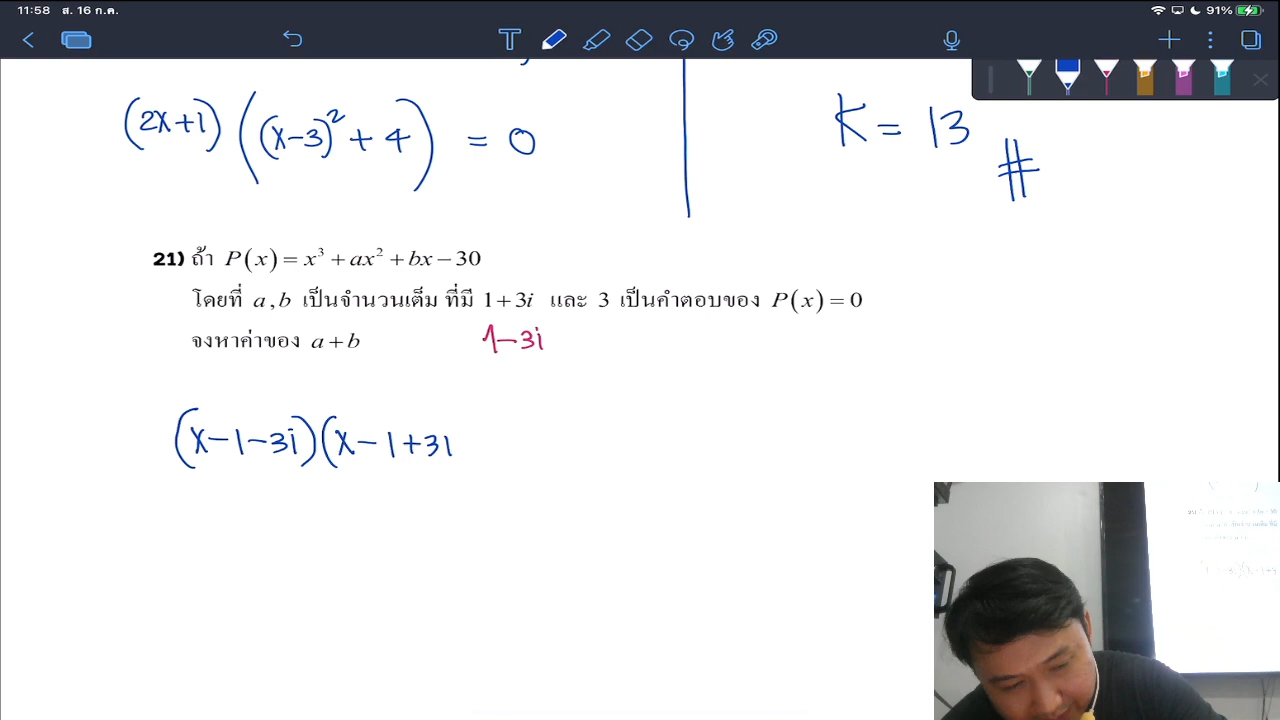 11:58 ส. 16 ก.ค. 91%
(2x+1)((x-3)² + 4) = 0
K = 13 #
21) ถ้า P(x) = x³ + ax² + bx − 30
โดยที่ a, b เป็นจำนวนเต็ม ที่มี 1 + 3i และ 3 เป็นคำตอบของ P(x) = 0
จงหาค่าของ a + b
1−3i
(x−1−3i)(x−1+3i